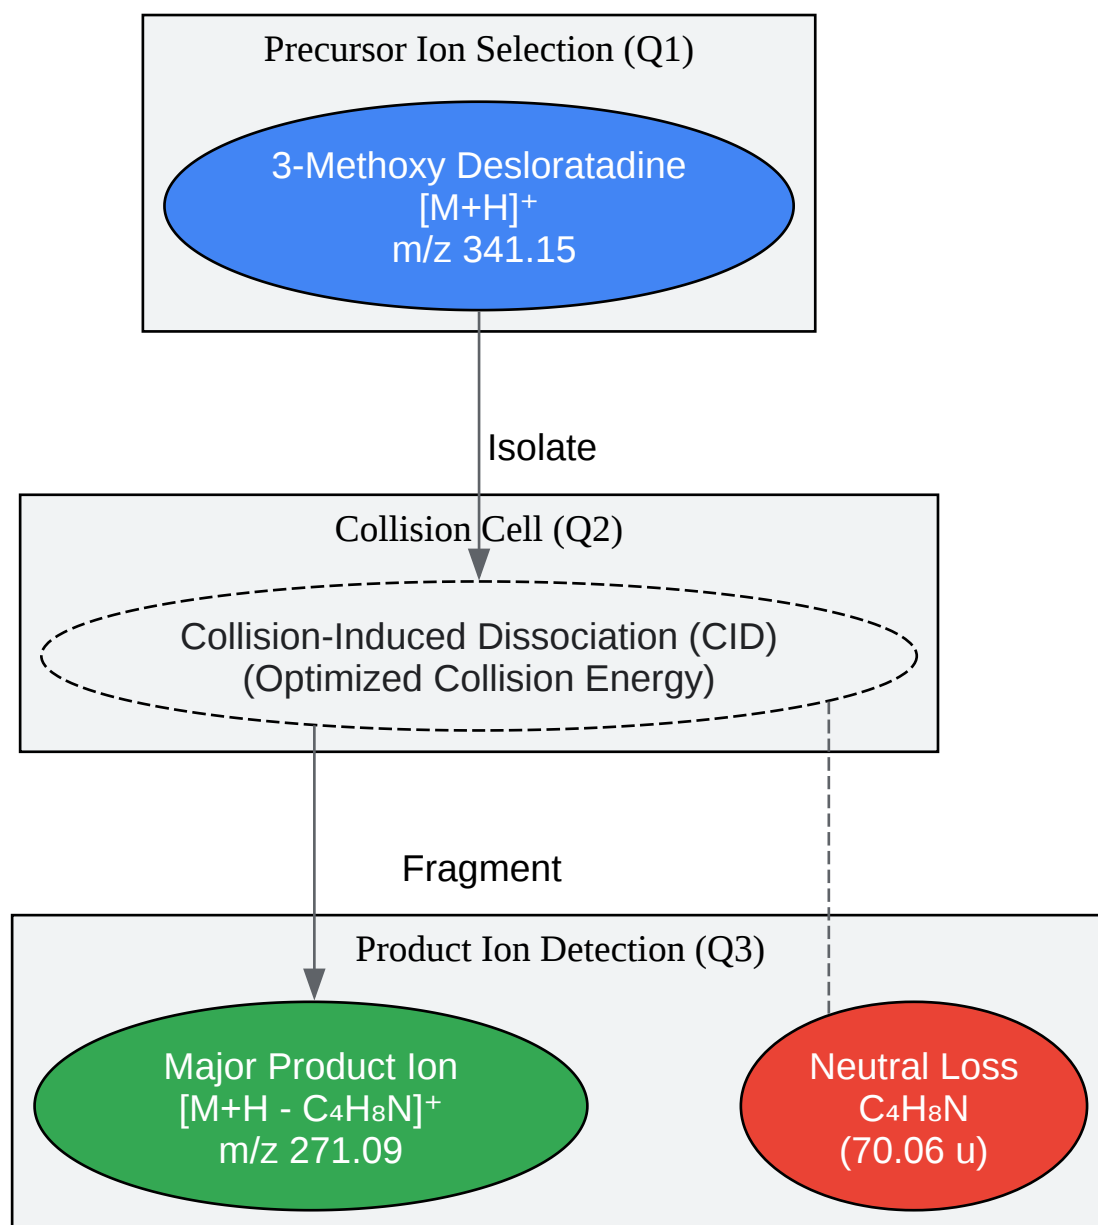 Precursor Ion Selection (Q1)
3-Methoxy Desloratadine
[M+H]⁺
m/z 341.15
Isolate
Collision Cell (Q2)
Collision-Induced Dissociation (CID)
(Optimized Collision Energy)
Fragment
Product Ion Detection (Q3)
Major Product Ion
[M+H - C₄H₈N]⁺
m/z 271.09
Neutral Loss
C₄H₈N
(70.06 u)